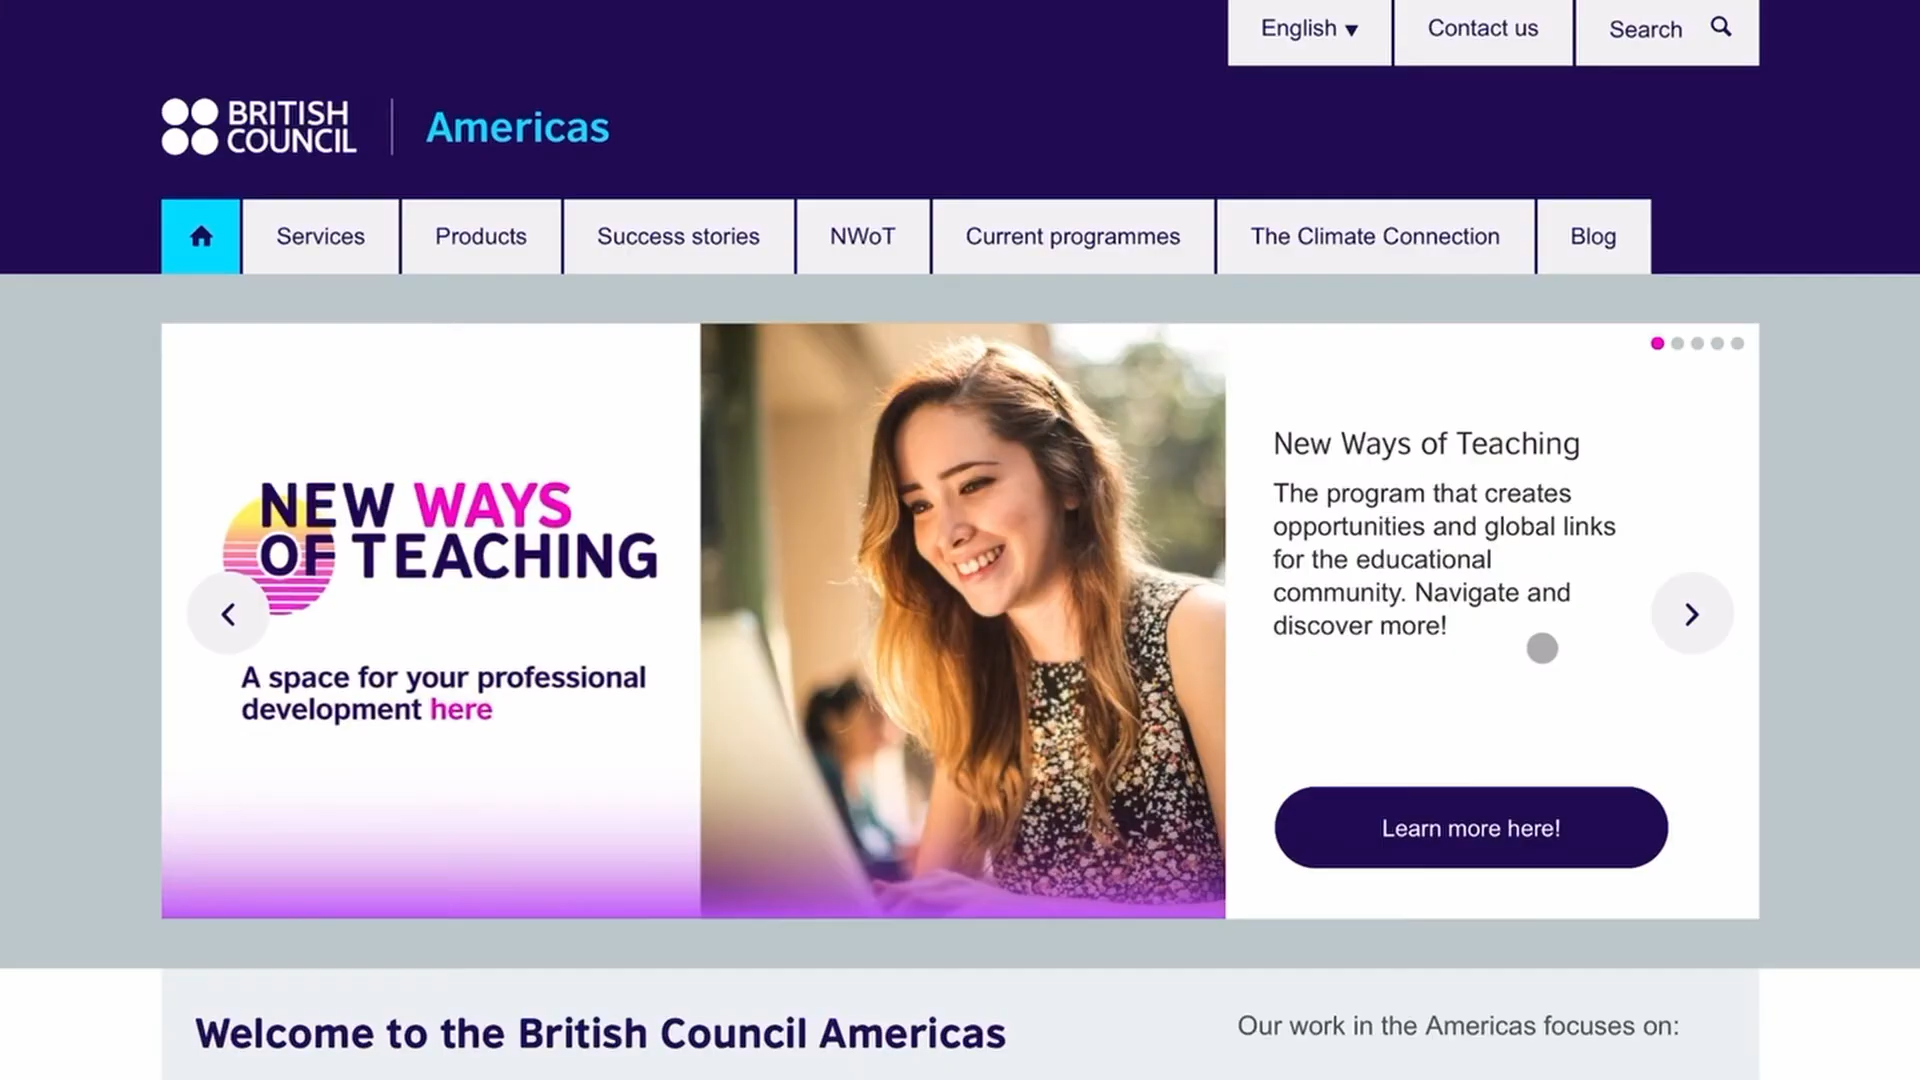 English ▼
Contact us
Search
BRITISH
COUNCIL
Americas
Services
Products
Success stories
NWoT
Current programmes
The Climate Connection
Blog
NEW WAYS
OF TEACHING
A space for your professional
development here
New Ways of Teaching
The program that creates
opportunities and global links
for the educational
community. Navigate and
discover more!
Learn more here!
Welcome to the British Council Americas
Our work in the Americas focuses on: